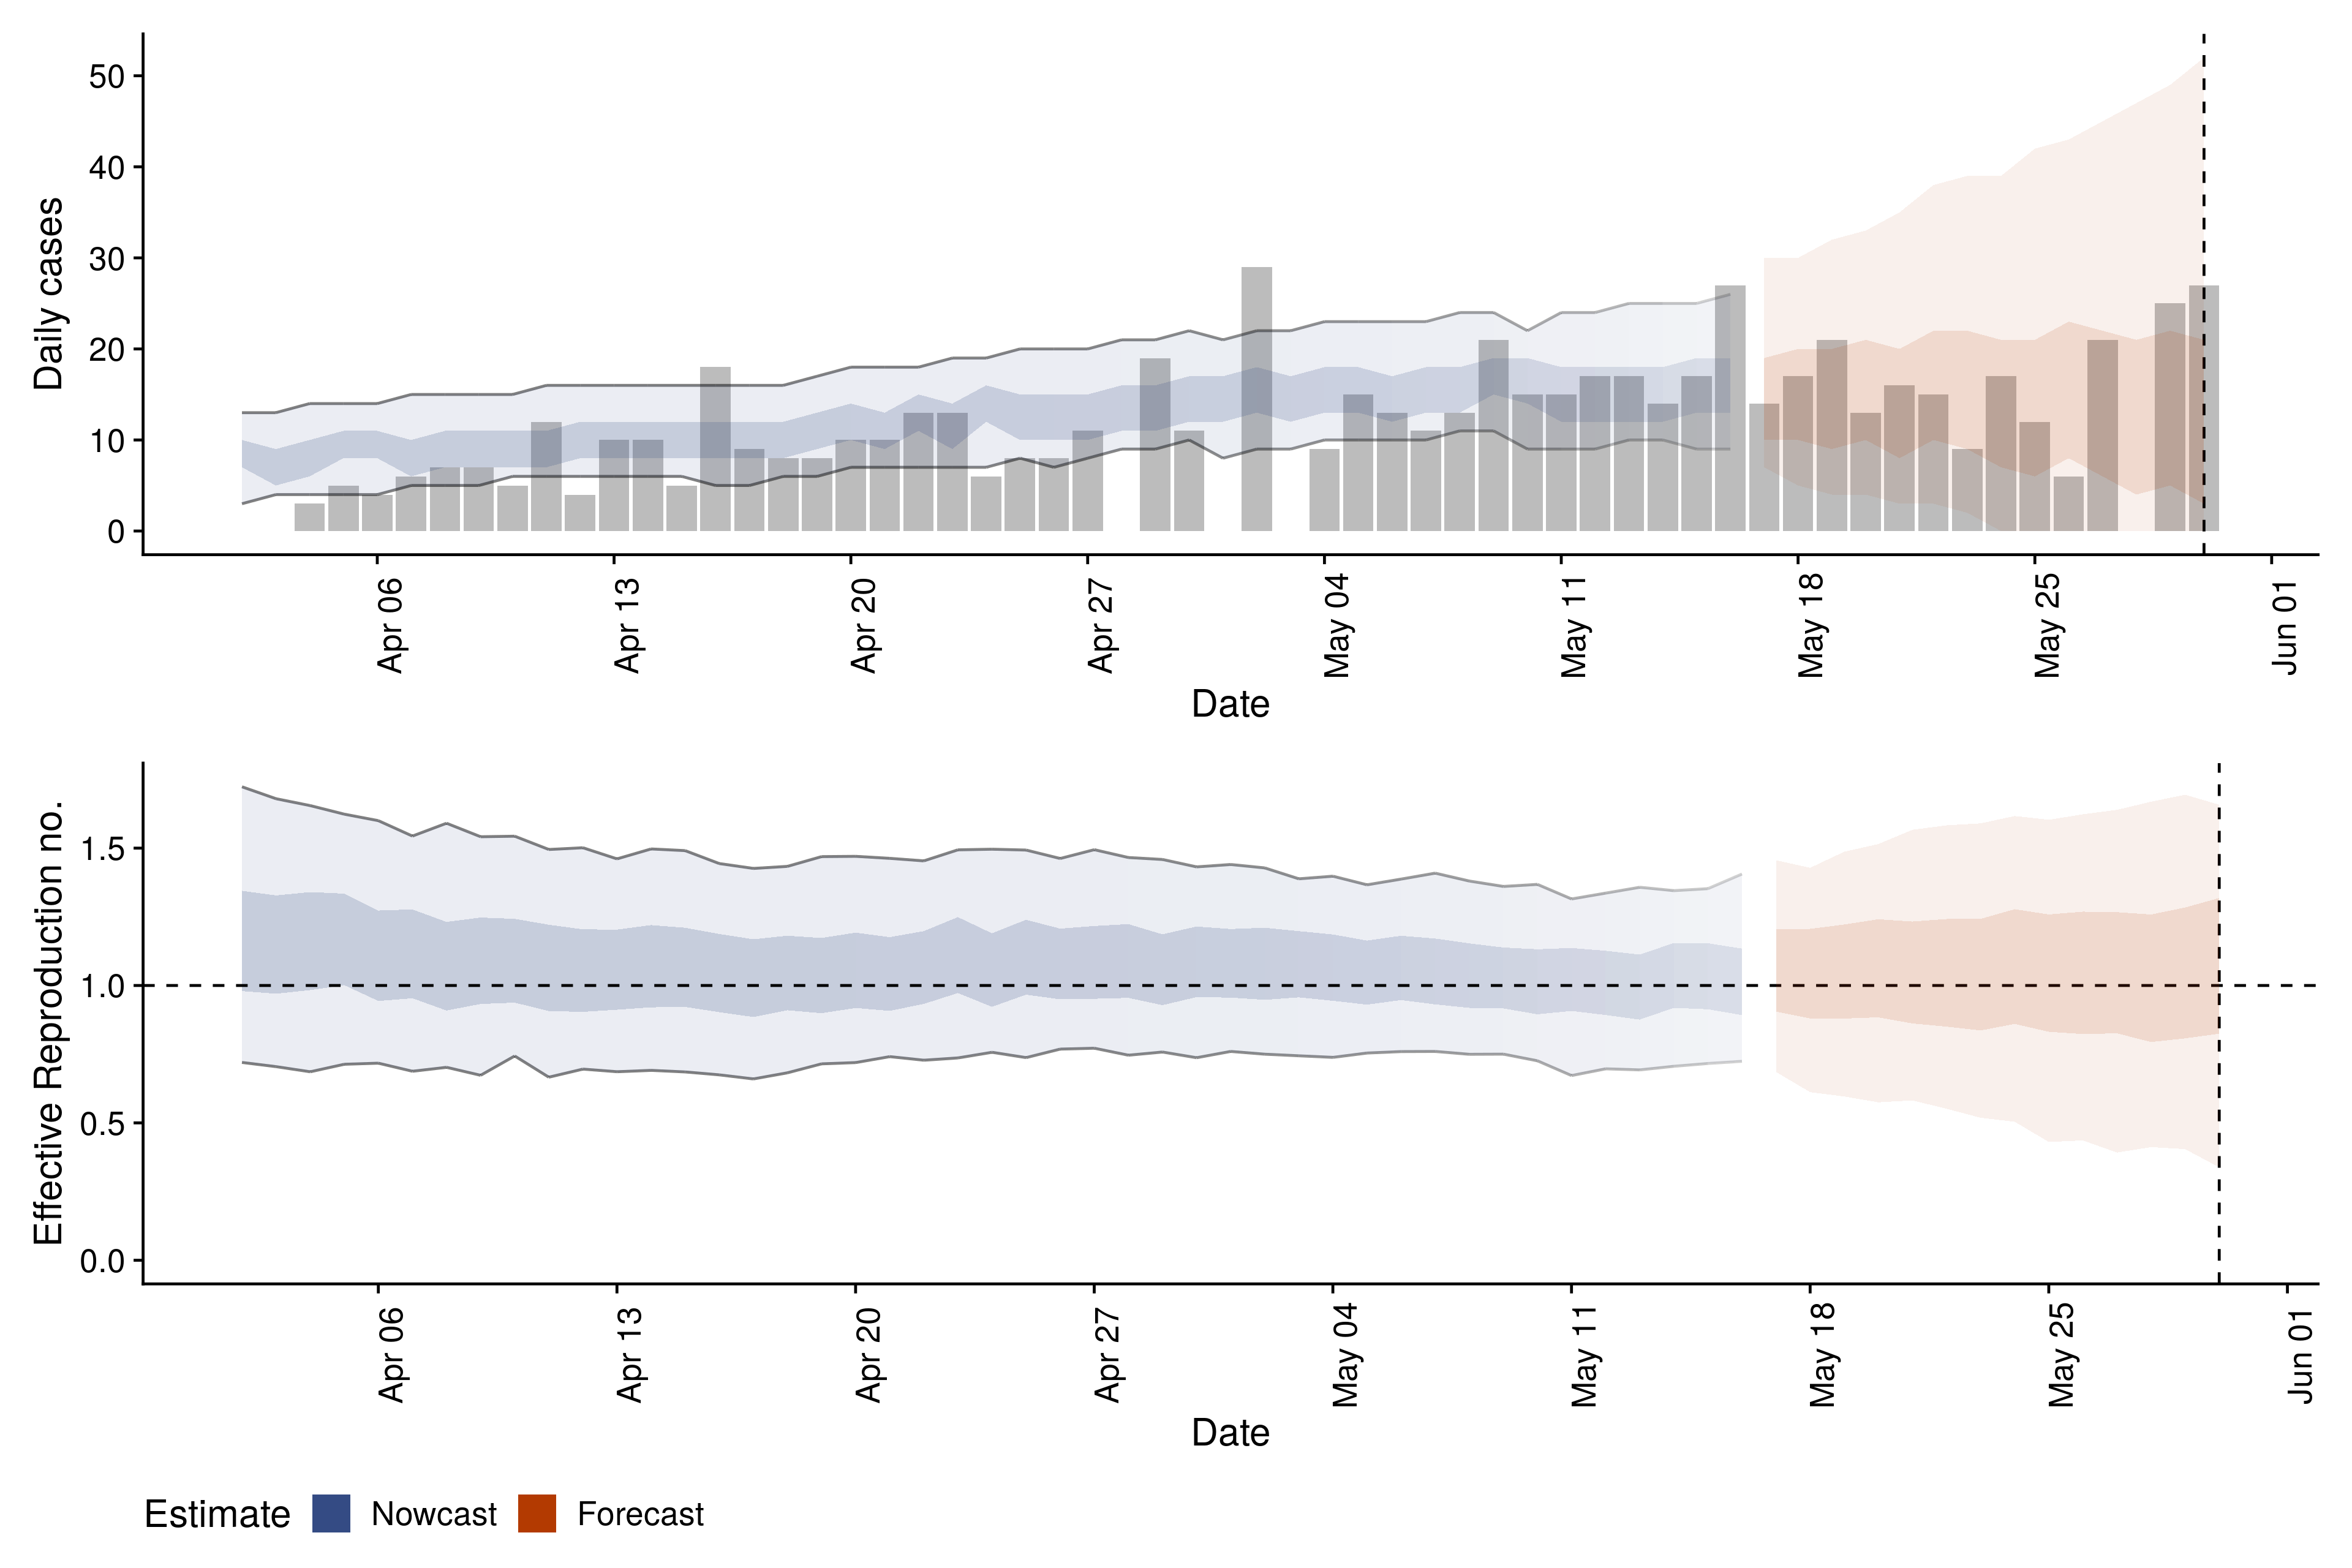 Daily cases
50
40
30
20
10
0
Apr 06
Apr 13
Apr 20
Apr 27
May 04
May 11
May 18
May 25
Jun 01
Date
Effective Reproduction no.
1.5
1.0
0.5
0.0
Apr 06
Apr 13
Apr 20
Apr 27
May 04
May 11
May 18
May 25
Jun 01
Date
Estimate Nowcast Forecast